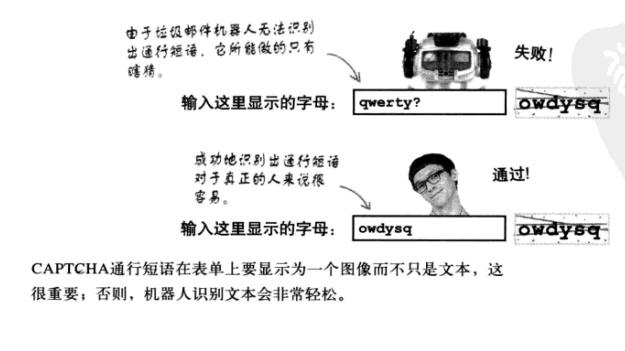 由于垃圾邮件机器人无法识别
出通行短语，它所能做的只有
瞎猜。
失败！
输入这里显示的字母：
qwerty?
owdysq
成功地识别出通行短语
对于真正的人来说很
容易。
通过！
输入这里显示的字母：
owdysq
owdysq
CAPTCHA通行短语在表单上要显示为一个图像而不只是文本，这
很重要；否则，机器人识别文本会非常轻松。